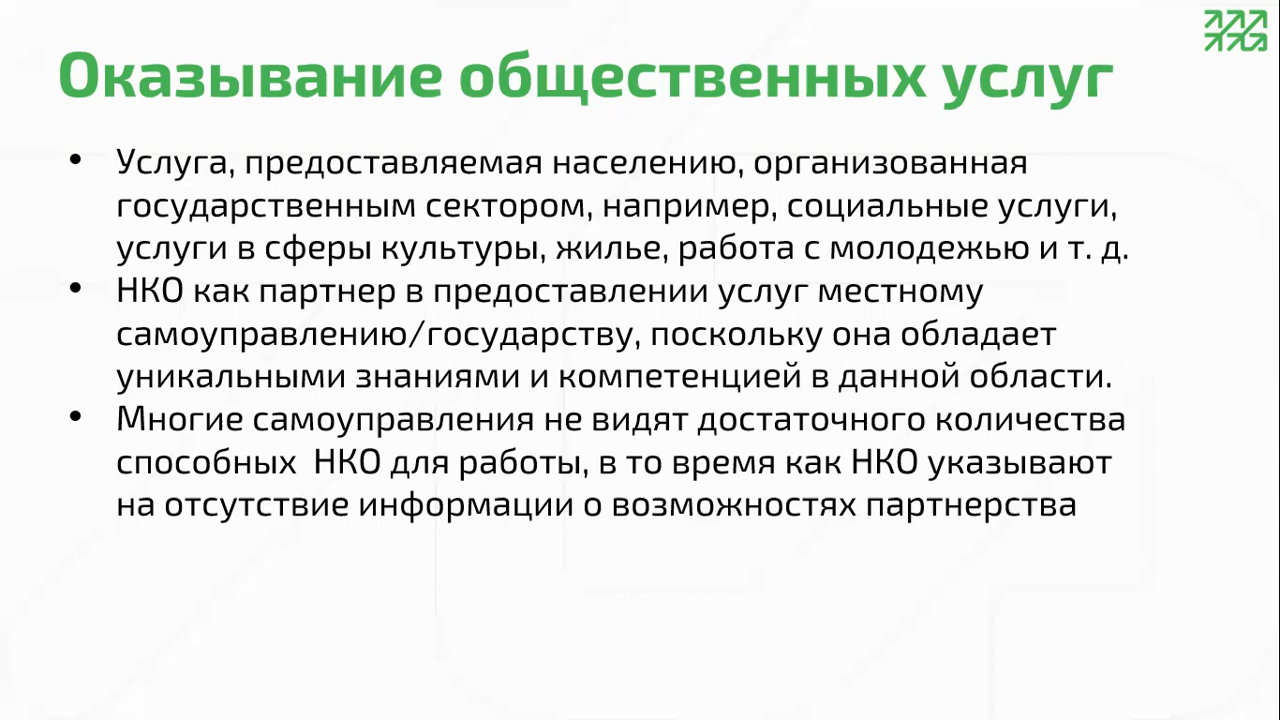 Оказывание общественных услуг
• Услуга, предоставляемая населению, организованная
государственным сектором, например, социальные услуги,
услуги в сферы культуры, жилье, работа с молодежью и т. д.
• НКО как партнер в предоставлении услуг местному
самоуправлению/государству, поскольку она обладает
уникальными знаниями и компетенцией в данной области.
• Многие самоуправления не видят достаточного количества
способных  НКО для работы, в то время как НКО указывают
на отсутствие информации о возможностях партнерства